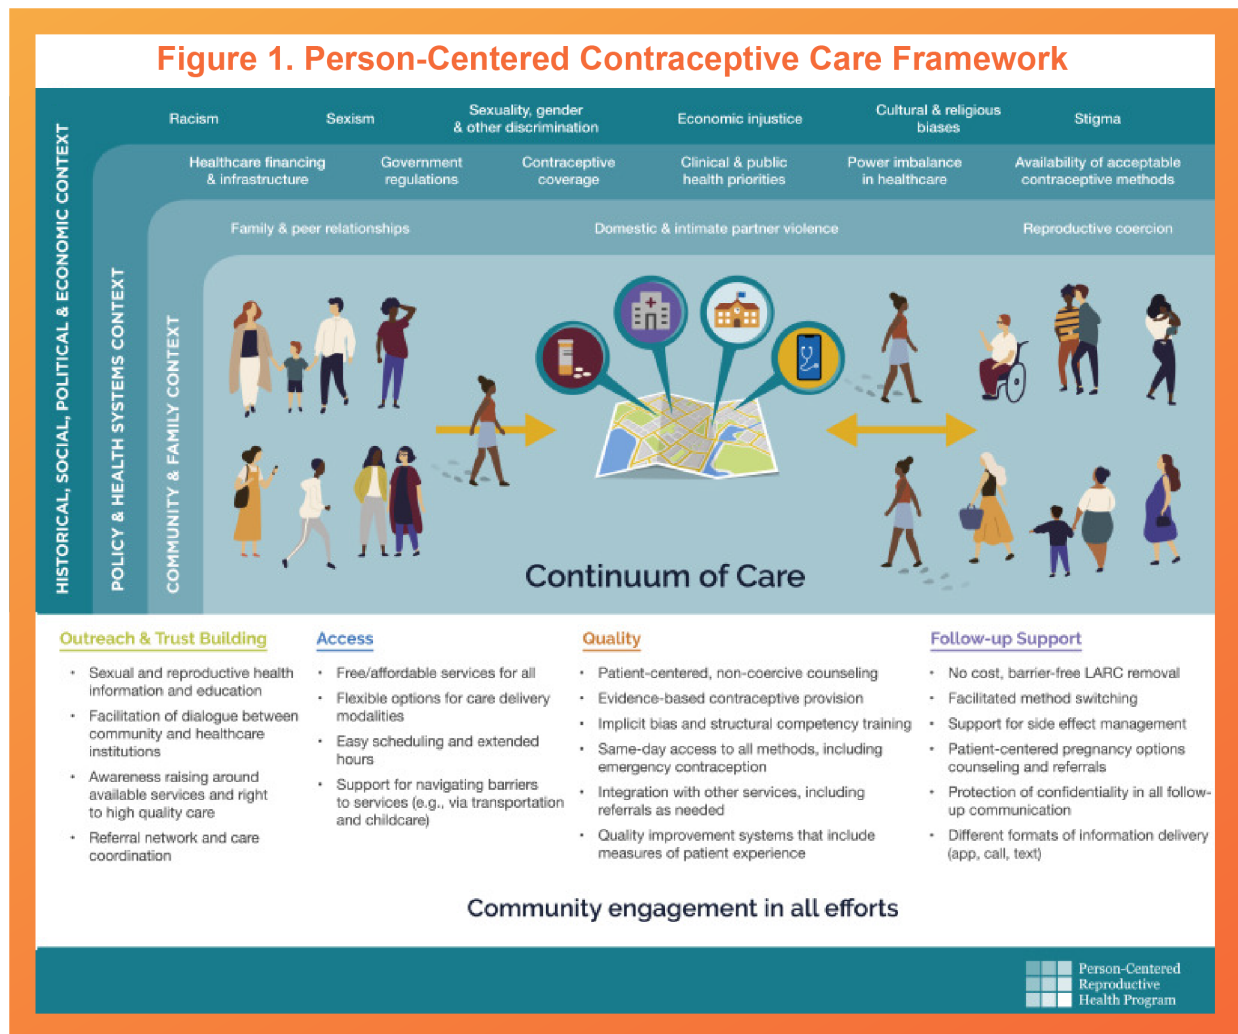 Figure 1. Person-Centered Contraceptive Care Framework
HISTORICAL, SOCIAL, POLITICAL & ECONOMIC CONTEXT
Racism
Sexism
Sexuality, gender
& other discrimination
Economic injustice
Cultural & religious
biases
Stigma
POLICY & HEALTH SYSTEMS CONTEXT
Healthcare financing
& infrastructure
Government
regulations
Contraceptive
coverage
Clinical & public
health priorities
Power imbalance
in healthcare
Availability of acceptable
contraceptive methods
COMMUNITY & FAMILY CONTEXT
Family & peer relationships
Domestic & intimate partner violence
Reproductive coercion
Continuum of Care
Outreach & Trust Building
• Sexual and reproductive health
information and education
• Facilitation of dialogue between
community and healthcare
institutions
• Awareness raising around
available services and right
to high quality care
• Referral network and care
coordination
Access
• Free/affordable services for all
• Flexible options for care delivery
modalities
• Easy scheduling and extended
hours
• Support for navigating barriers
to services (e.g., via transportation
and childcare)
Quality
• Patient-centered, non-coercive counseling
• Evidence-based contraceptive provision
• Implicit bias and structural competency training
• Same-day access to all methods, including
emergency contraception
• Integration with other services, including
referrals as needed
• Quality improvement systems that include
measures of patient experience
Follow-up Support
• No cost, barrier-free LARC removal
• Facilitated method switching
• Support for side effect management
• Patient-centered pregnancy options
counseling and referrals
• Protection of confidentiality in all follow-
up communication
• Different formats of information delivery
(app, call, text)
Community engagement in all efforts
Person-Centered
Reproductive
Health Program